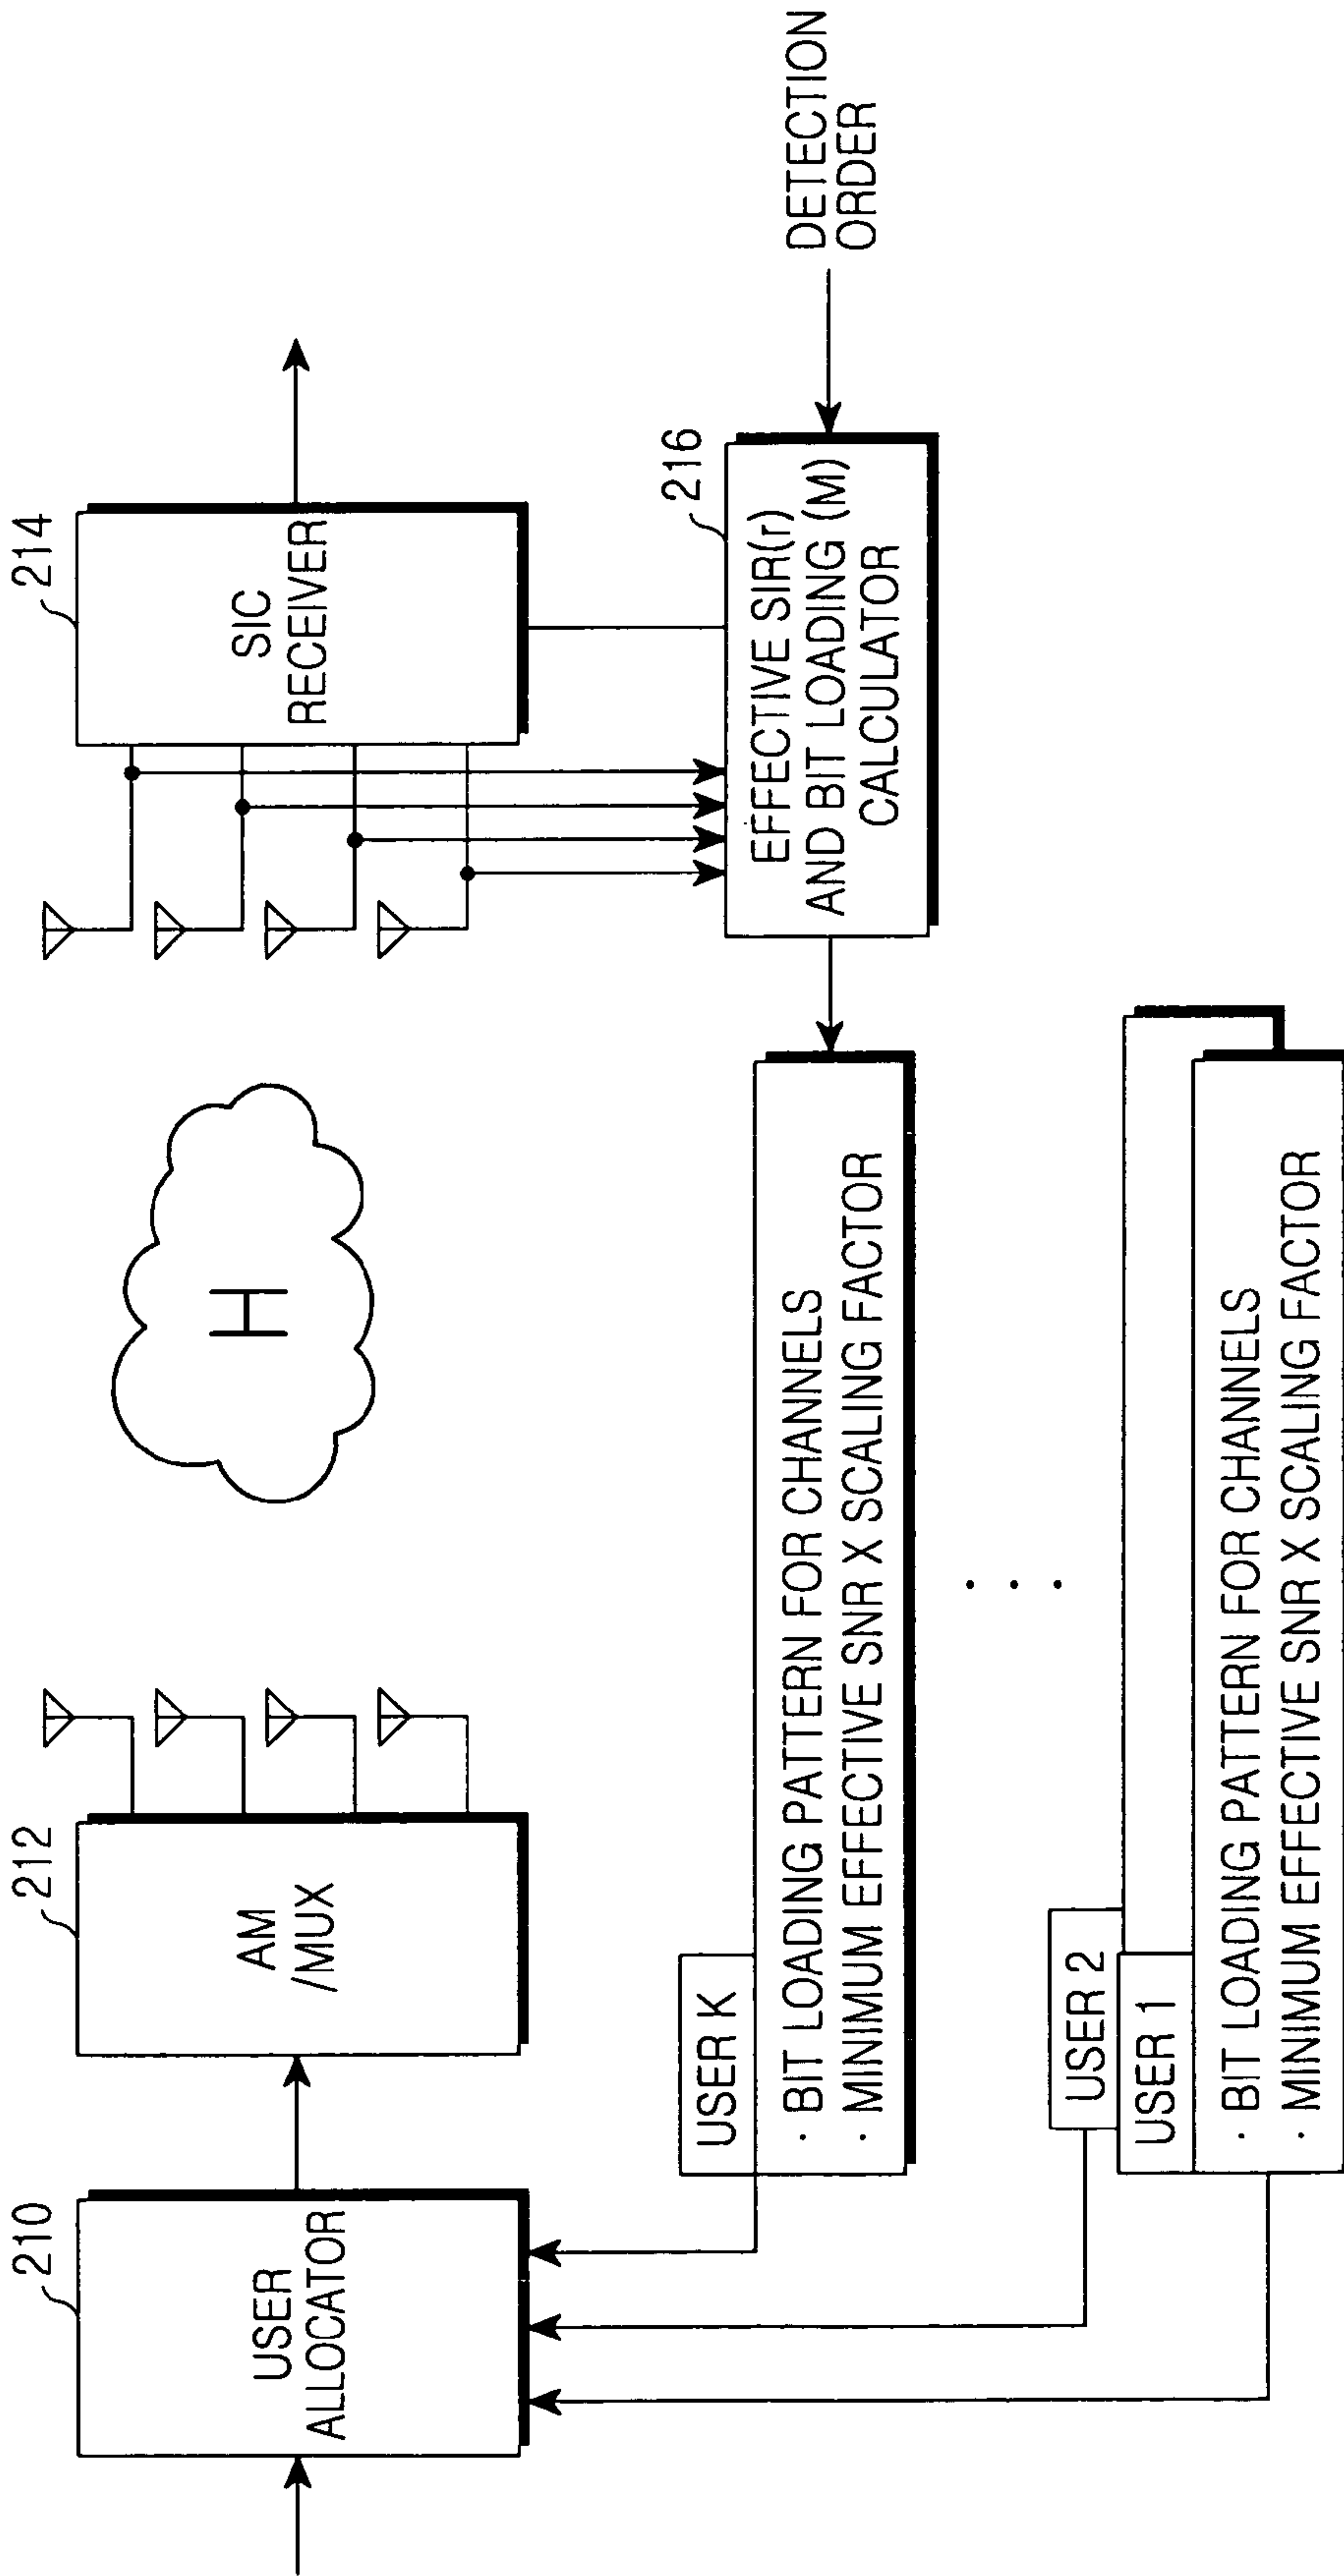 210
USER
ALLOCATOR
212
AM
/MUX
H
214
SIC
RECEIVER
216
EFFECTIVE SIR(r)
AND BIT LOADING (M)
CALCULATOR
DETECTION
ORDER
USER K
· BIT LOADING PATTERN FOR CHANNELS
· MINIMUM EFFECTIVE SNR X SCALING FACTOR
. . .
USER 2
USER 1
· BIT LOADING PATTERN FOR CHANNELS
· MINIMUM EFFECTIVE SNR X SCALING FACTOR